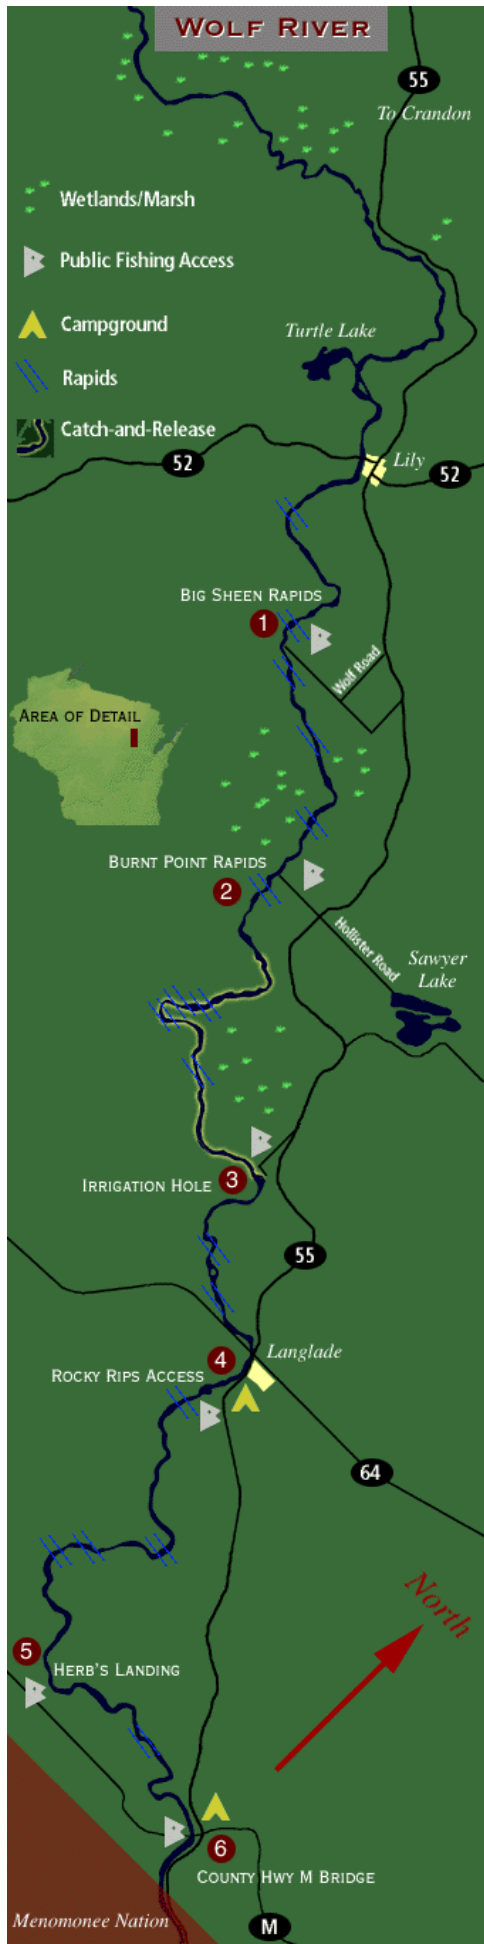 WOLF RIVER
55
To Crandon
Wetlands/Marsh
Public Fishing Access
Campground
Turtle Lake
Rapids
Catch-and-Release
52
Lily
52
BIG SHEEN RAPIDS
1
Wolf Road
AREA OF DETAIL
BURNT POINT RAPIDS
2
Hollister Road
Sawyer
Lake
3
IRRIGATION HOLE
55
Langlade
4
ROCKY RIPS ACCESS
64
North
5
HERB'S LANDING
6
COUNTY HWY M BRIDGE
Menomonee Nation
M